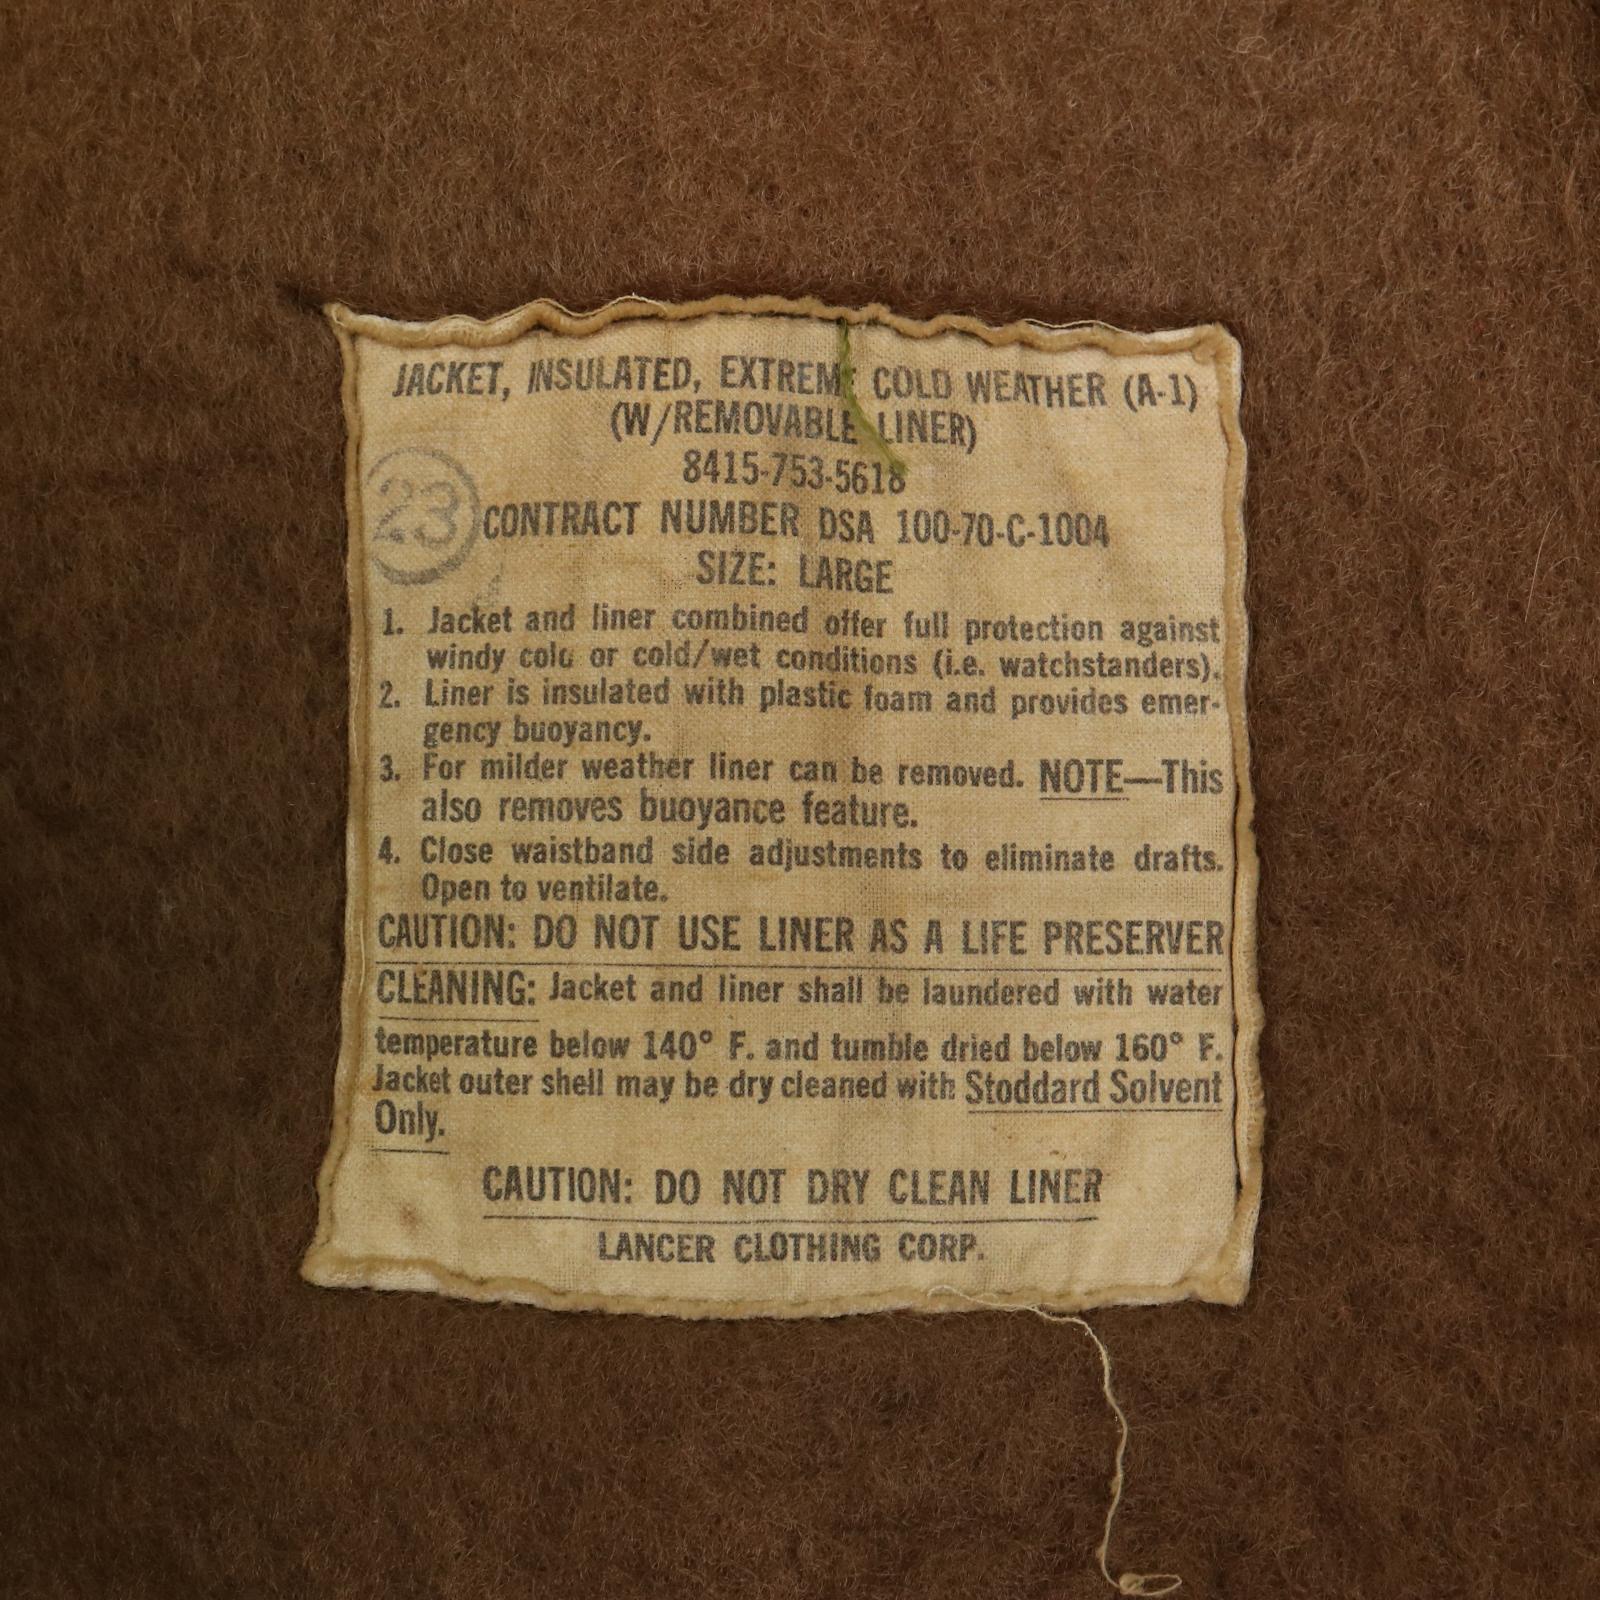 JACKET, INSULATED, EXTREME COLD WEATHER (A-1)
(W/REMOVABLE LINER)
8415-753-5618
23
CONTRACT NUMBER DSA 100-70-C-1004
SIZE: LARGE
1. Jacket and liner combined offer full protection against
windy cold or cold/wet conditions (i.e. watchstanders).
2. Liner is insulated with plastic foam and provides emer-
gency buoyancy.
3. For milder weather liner can be removed. NOTE—This
also removes buoyance feature.
4. Close waistband side adjustments to eliminate drafts.
Open to ventilate.
CAUTION: DO NOT USE LINER AS A LIFE PRESERVER
CLEANING: Jacket and liner shall be laundered with water
temperature below 140° F. and tumble dried below 160° F.
Jacket outer shell may be dry cleaned with Stoddard Solvent
Only.
CAUTION: DO NOT DRY CLEAN LINER
LANCER CLOTHING CORP.